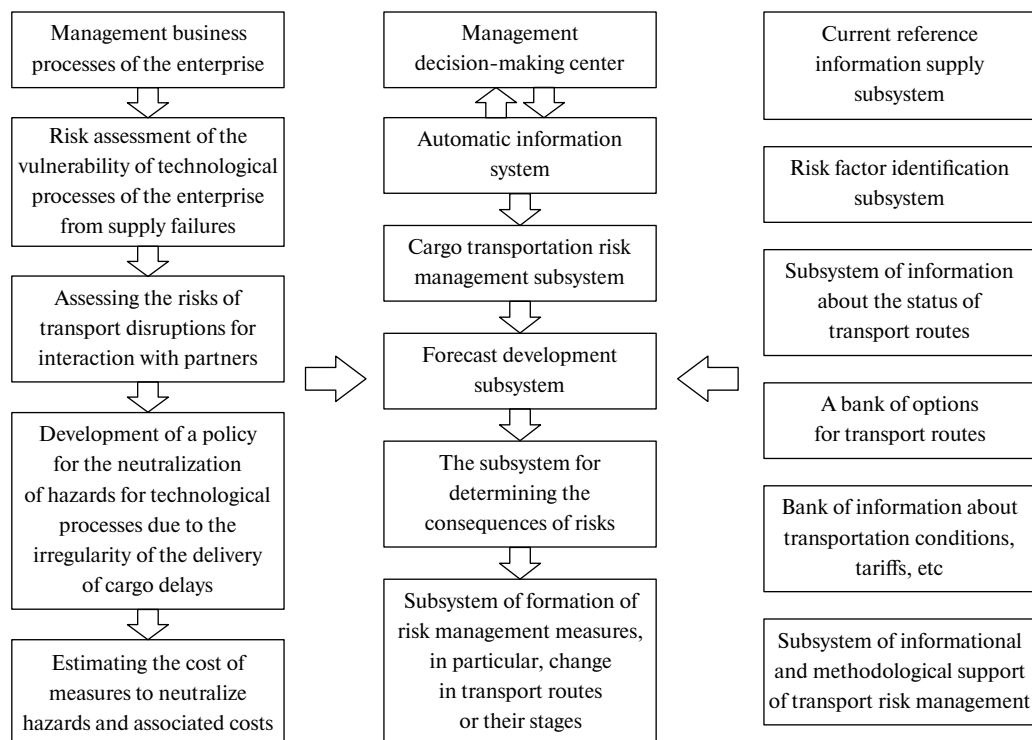 Management business
processes of the enterprise
Risk assessment of the
vulnerability of technological
processes of the enterprise
from supply failures
Assessing the risks of
transport disruptions for
interaction with partners
Development of a policy
for the neutralization
of hazards for technological
processes due to the
irregularity of the delivery
of cargo delays
Estimating the cost of
measures to neutralize
hazards and associated costs
Management
decision-making center
Automatic information
system
Cargo transportation risk
management subsystem
Forecast development
subsystem
The subsystem for
determining the
consequences of risks
Subsystem of formation of
risk management measures,
in particular, change
in transport routes
or their stages
Current reference
information supply
subsystem
Risk factor identification
subsystem
Subsystem of information
about the status of
transport routes
A bank of options
for transport routes
Bank of information about
transportation conditions,
tariffs, etc
Subsystem of informational
and methodological support
of transport risk management